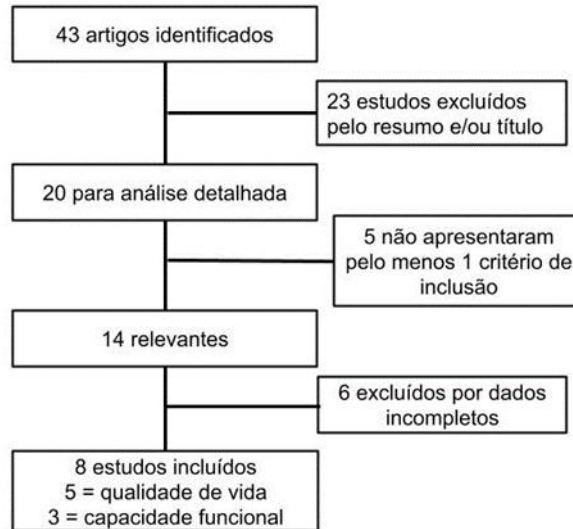 43 artigos identificados
23 estudos excluídos
pelo resumo e/ou título
20 para análise detalhada
5 não apresentaram
pelo menos 1 critério de
inclusão
14 relevantes
6 excluídos por dados
incompletos
8 estudos incluídos
5 = qualidade de vida
3 = capacidade funcional